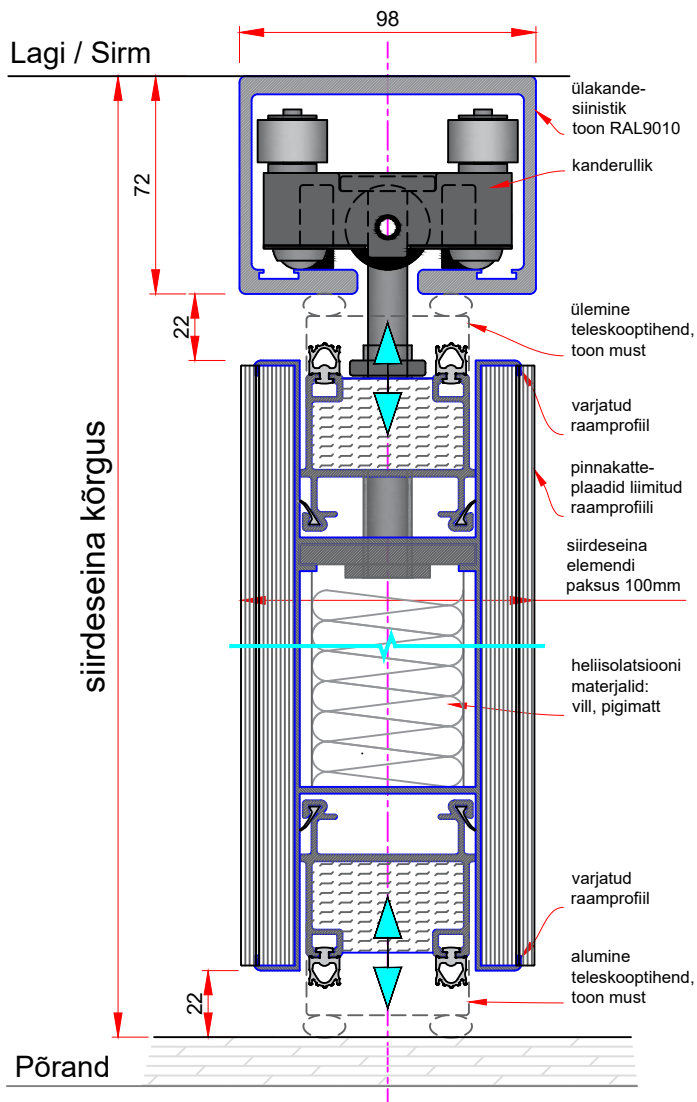 98
Lagi / Sirm
ülakande-
siinistik
toon RAL9010
kanderullik
72
22
ülemine
teleskooptihend,
toon must
varjatud
raamprofiil
pinnakatte-
plaadid liimitud
raamprofiili
siirdeseina
elemendi
paksus 100mm
siirdeseina kõrgus
heliisolatsiooni
materjalid:
vill, pigimatt
varjatud
raamprofiil
alumine
teleskooptihend,
toon must
22
Põrand